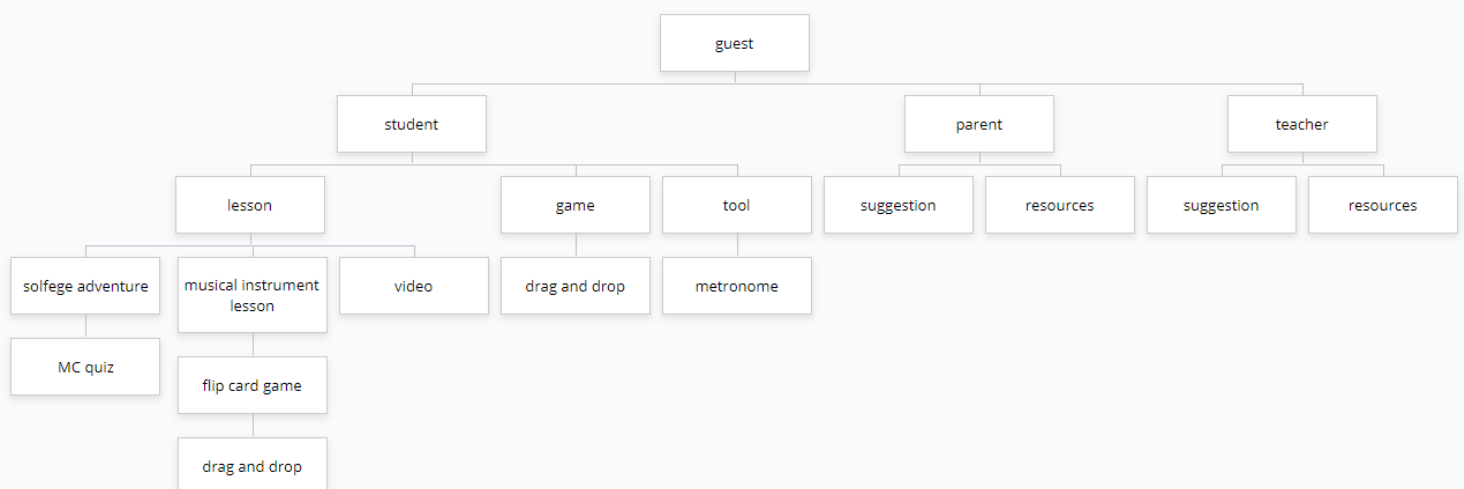 guest
student
parent
teacher
lesson
game
tool
suggestion
resources
suggestion
resources
solfege adventure
musical instrument
lesson
video
drag and drop
metronome
MC quiz
flip card game
drag and drop